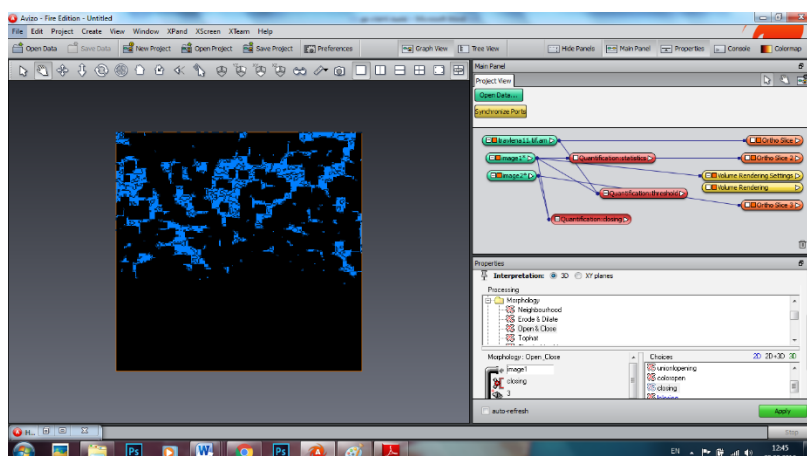 Avizo - Fire Edition - Untitled
File Edit Project Create View Window XPand XScreen XTeam Help
Open Data Save Data New Project Open Project Save Project Preferences Graph View Tree View Hide Panels Main Panel Properties Console Colormap
Main Panel
Project View
Open Data...
Synchronize Ports
Ortho Slice
image1* Quantification:statistics Ortho Slice 2
image2* Volume Rendering Settings
Volume Rendering
Quantification:threshold
Ortho Slice 3
Quantification:closing
Properties
Interpretation: 3D XY planes
Processing
Morphology
Neighbourhood
Erode & Dilate
Open & Close
Tophat
Morphology: Open_Close Choices 2D 2D+3D 3D
image1 unionlopening
closing coloropen
3 closing
auto-refresh Apply
Stop
H...
EN 12:45